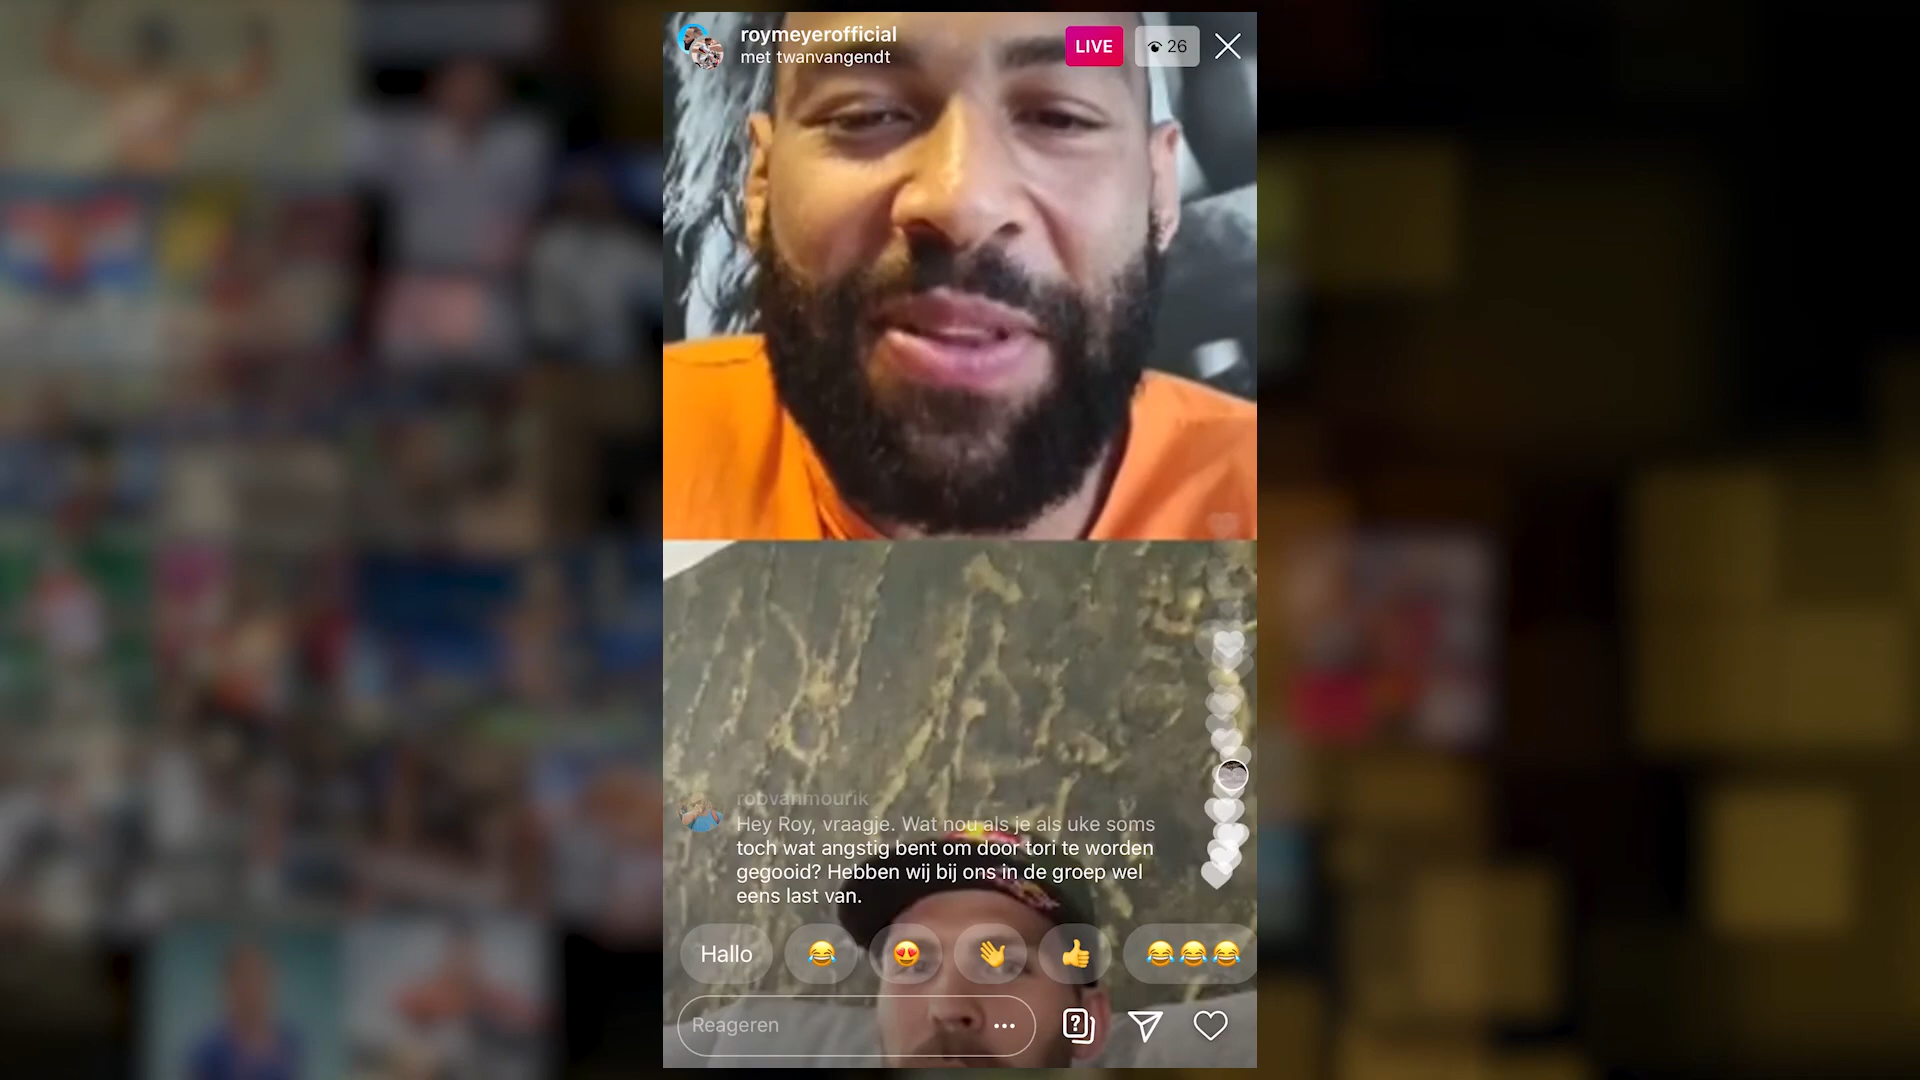 roymeyerofficial
met twanvangendt
LIVE
26
robvanmourik
Hey Roy, vraagje. Wat nou als je als uke soms
toch wat angstig bent om door tori te worden
gegooid? Hebben wij bij ons in de groep wel
eens last van.
Hallo
Reageren